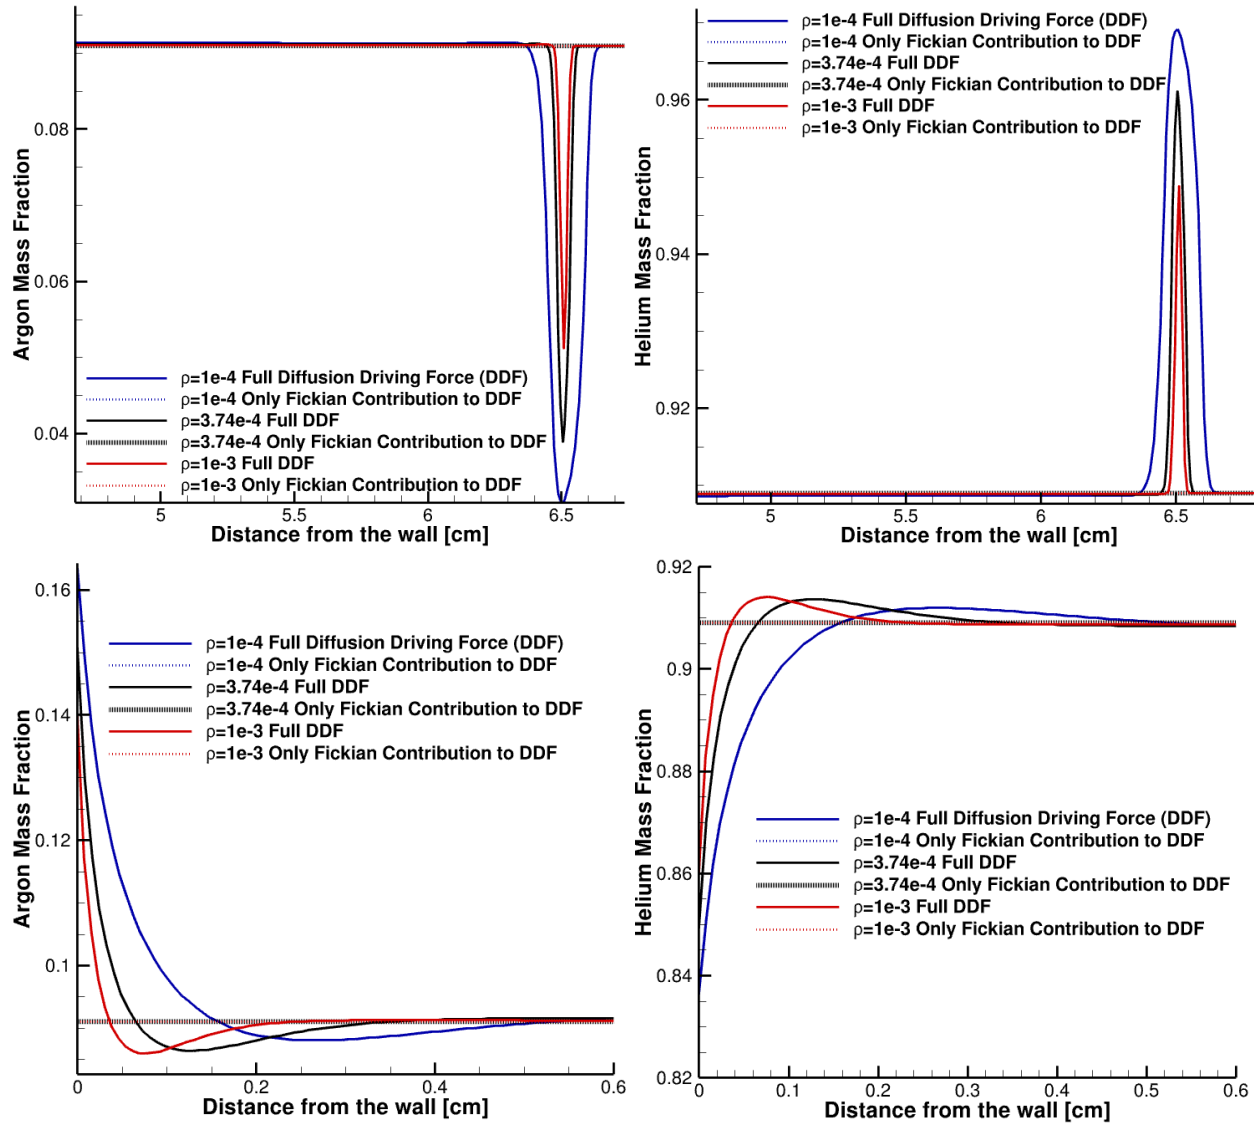 Argon Mass Fraction
0.08
0.06
0.04
ρ=1e-4 Full Diffusion Driving Force (DDF)
ρ=1e-4 Only Fickian Contribution to DDF
ρ=3.74e-4 Full DDF
ρ=3.74e-4 Only Fickian Contribution to DDF
ρ=1e-3 Full DDF
ρ=1e-3 Only Fickian Contribution to DDF
5 5.5 6 6.5
Distance from the wall [cm]
Helium Mass Fraction
ρ=1e-4 Full Diffusion Driving Force (DDF)
ρ=1e-4 Only Fickian Contribution to DDF
ρ=3.74e-4 Full DDF
ρ=3.74e-4 Only Fickian Contribution to DDF
ρ=1e-3 Full DDF
ρ=1e-3 Only Fickian Contribution to DDF
0.96
0.94
0.92
5 5.5 6 6.5
Distance from the wall [cm]
Argon Mass Fraction
0.16
0.14
0.12
0.1
ρ=1e-4 Full Diffusion Driving Force (DDF)
ρ=1e-4 Only Fickian Contribution to DDF
ρ=3.74e-4 Full DDF
ρ=3.74e-4 Only Fickian Contribution to DDF
ρ=1e-3 Full DDF
ρ=1e-3 Only Fickian Contribution to DDF
0 0.2 0.4 0.6
Distance from the wall [cm]
Helium Mass Fraction
0.92
0.9
0.88
0.86
0.84
0.82
ρ=1e-4 Full Diffusion Driving Force (DDF)
ρ=1e-4 Only Fickian Contribution to DDF
ρ=3.74e-4 Full DDF
ρ=3.74e-4 Only Fickian Contribution to DDF
ρ=1e-3 Full DDF
ρ=1e-3 Only Fickian Contribution to DDF
0 0.1 0.2 0.3 0.4 0.5 0.6
Distance from the wall [cm]